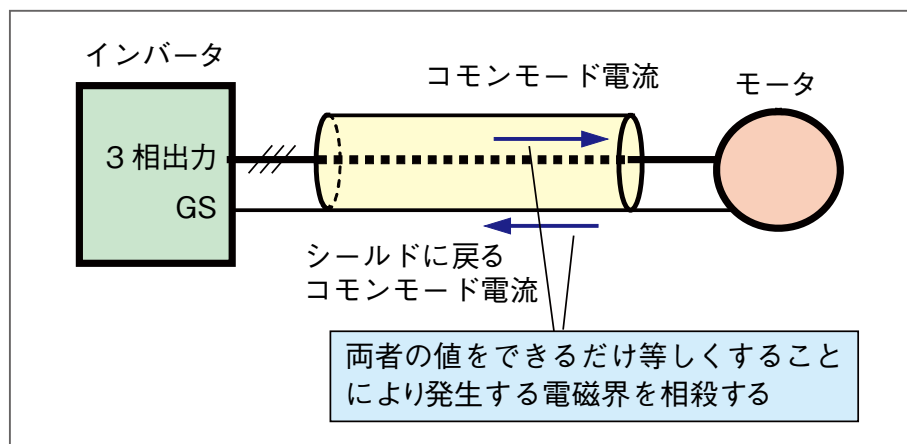 インバータ
コモンモード電流
モータ
3相出力
GS
シールドに戻る
コモンモード電流
両者の値をできるだけ等しくすること
により発生する電磁界を相殺する